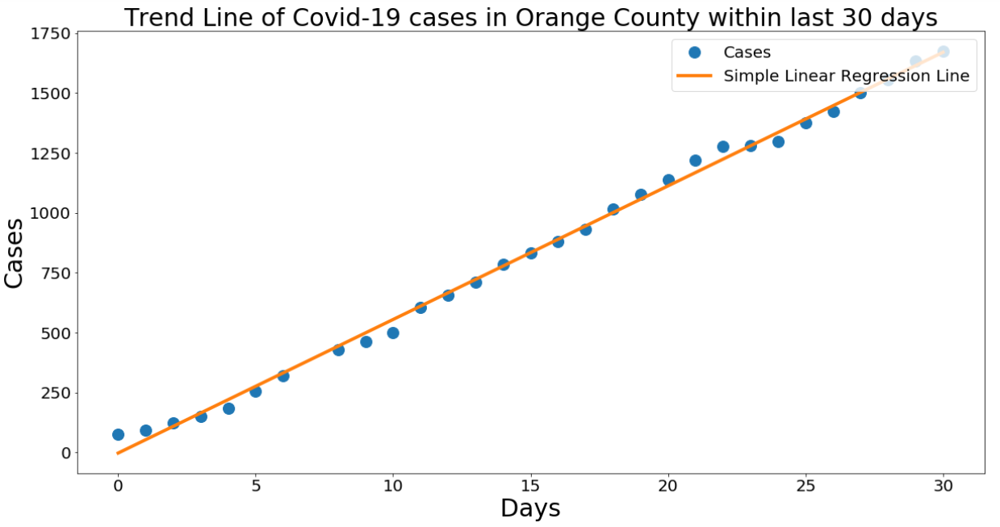 Trend Line of Covid-19 cases in Orange County within last 30 days
1750
1500
1250
1000
750
500
250
0
Cases
Cases
Simple Linear Regression Line
0 5 10 15 20 25 30
Days